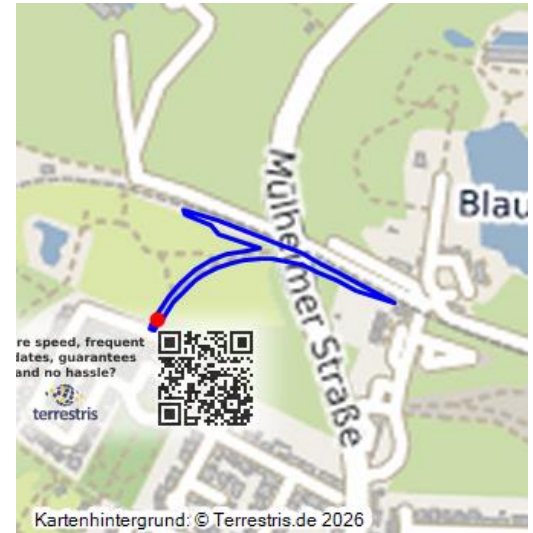 Mülheimer Straße
Blau
re speed, frequent
dates, guarantees
and no hassle?
terrestris
Kartenhintergrund: © Terrestris.de 2026